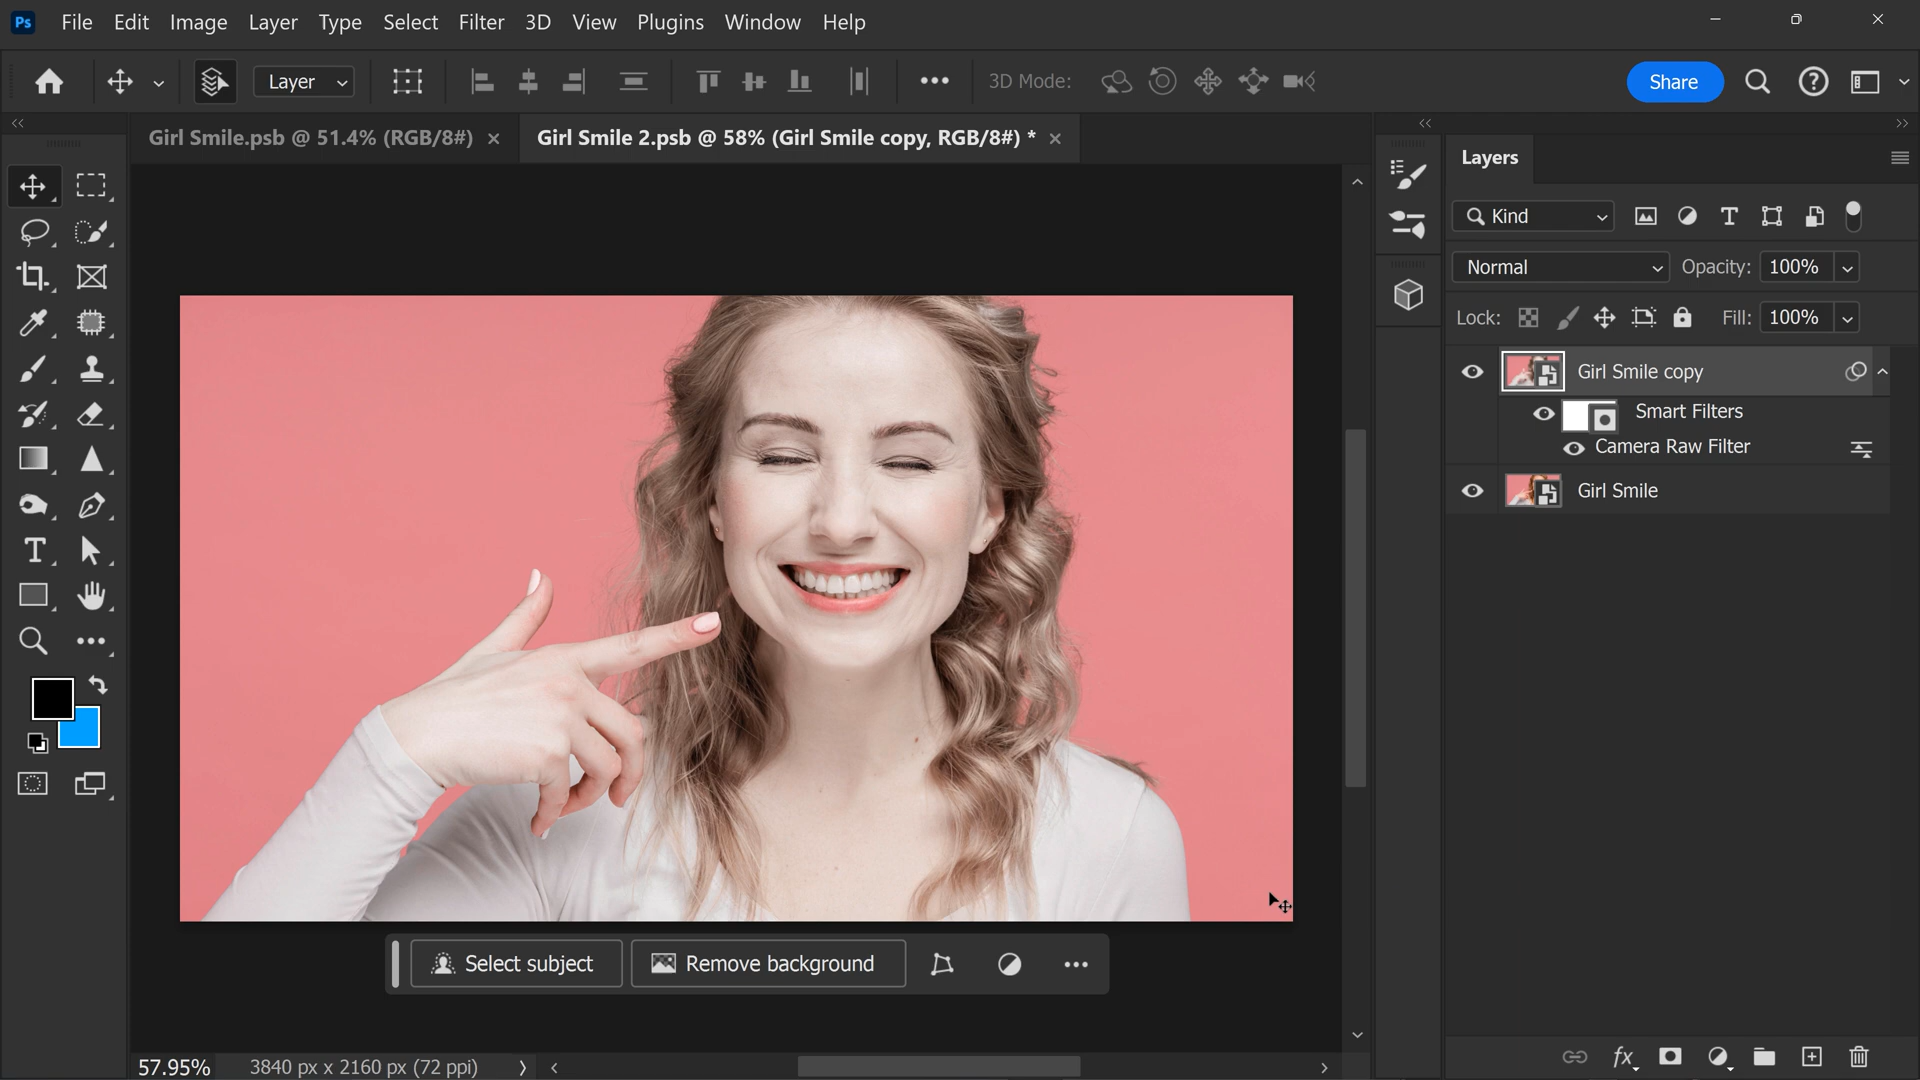 Ps File Edit Image Layer Type Select Filter 3D View Plugins Window Help
Layer 3D Mode: Share
Girl Smile.psb @ 51.4% (RGB/8#) Girl Smile 2.psb @ 58% (Girl Smile copy, RGB/8#) *
Layers
Kind
Normal Opacity: 100%
Lock: Fill: 100%
Girl Smile copy
Smart Filters
Camera Raw Filter
Girl Smile
Select subject Remove background
57.95% 3840 px x 2160 px (72 ppi) fx